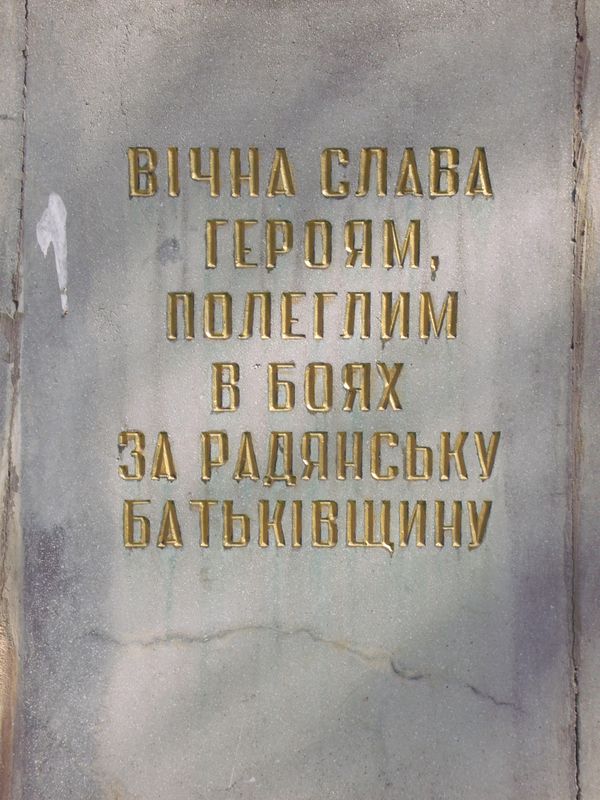 ВІЧНА СЛАВА
ГЕРОЯМ,
ПОЛЕГЛИМ
В БОЯХ
ЗА РАДЯНСЬКУ
БАТЬКІВЩИНУ